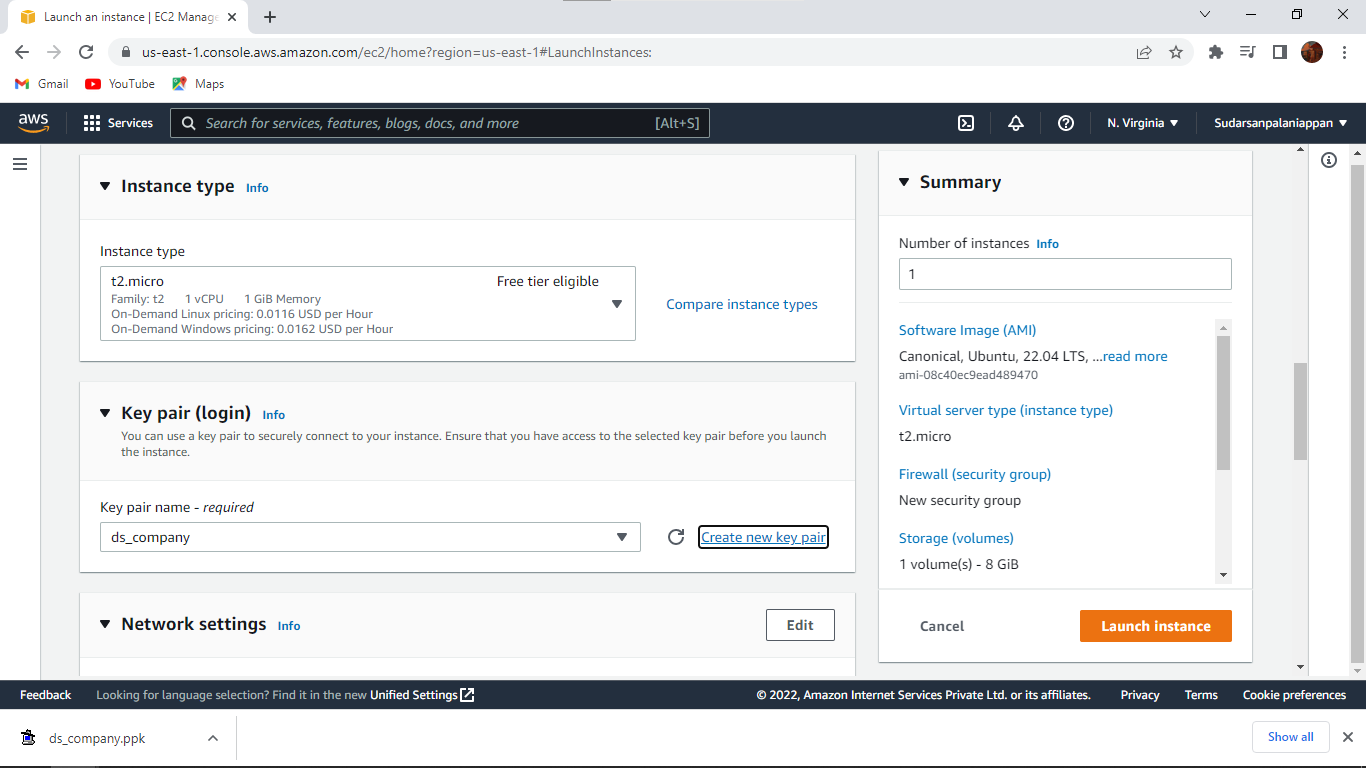 Launch an instance | EC2 Manage
us-east-1.console.aws.amazon.com/ec2/home?region=us-east-1#LaunchInstances:
Gmail YouTube Maps
aws Services Search for services, features, blogs, docs, and more [Alt+S] N. Virginia Sudarsanpalaniappan
Instance type Info
Instance type
t2.micro Free tier eligible
Family: t2 1 vCPU 1 GiB Memory
On-Demand Linux pricing: 0.0116 USD per Hour
On-Demand Windows pricing: 0.0162 USD per Hour
Compare instance types
Key pair (login) Info
You can use a key pair to securely connect to your instance. Ensure that you have access to the selected key pair before you launch
the instance.
Key pair name - required
ds_company
Create new key pair
Network settings Info
Edit
Summary
Number of instances Info
1
Software Image (AMI)
Canonical, Ubuntu, 22.04 LTS, ...read more
ami-08c40ec9ead489470
Virtual server type (instance type)
t2.micro
Firewall (security group)
New security group
Storage (volumes)
1 volume(s) - 8 GiB
Cancel Launch instance
Feedback Looking for language selection? Find it in the new Unified Settings © 2022, Amazon Internet Services Private Ltd. or its affiliates. Privacy Terms Cookie preferences
ds_company.ppk Show all